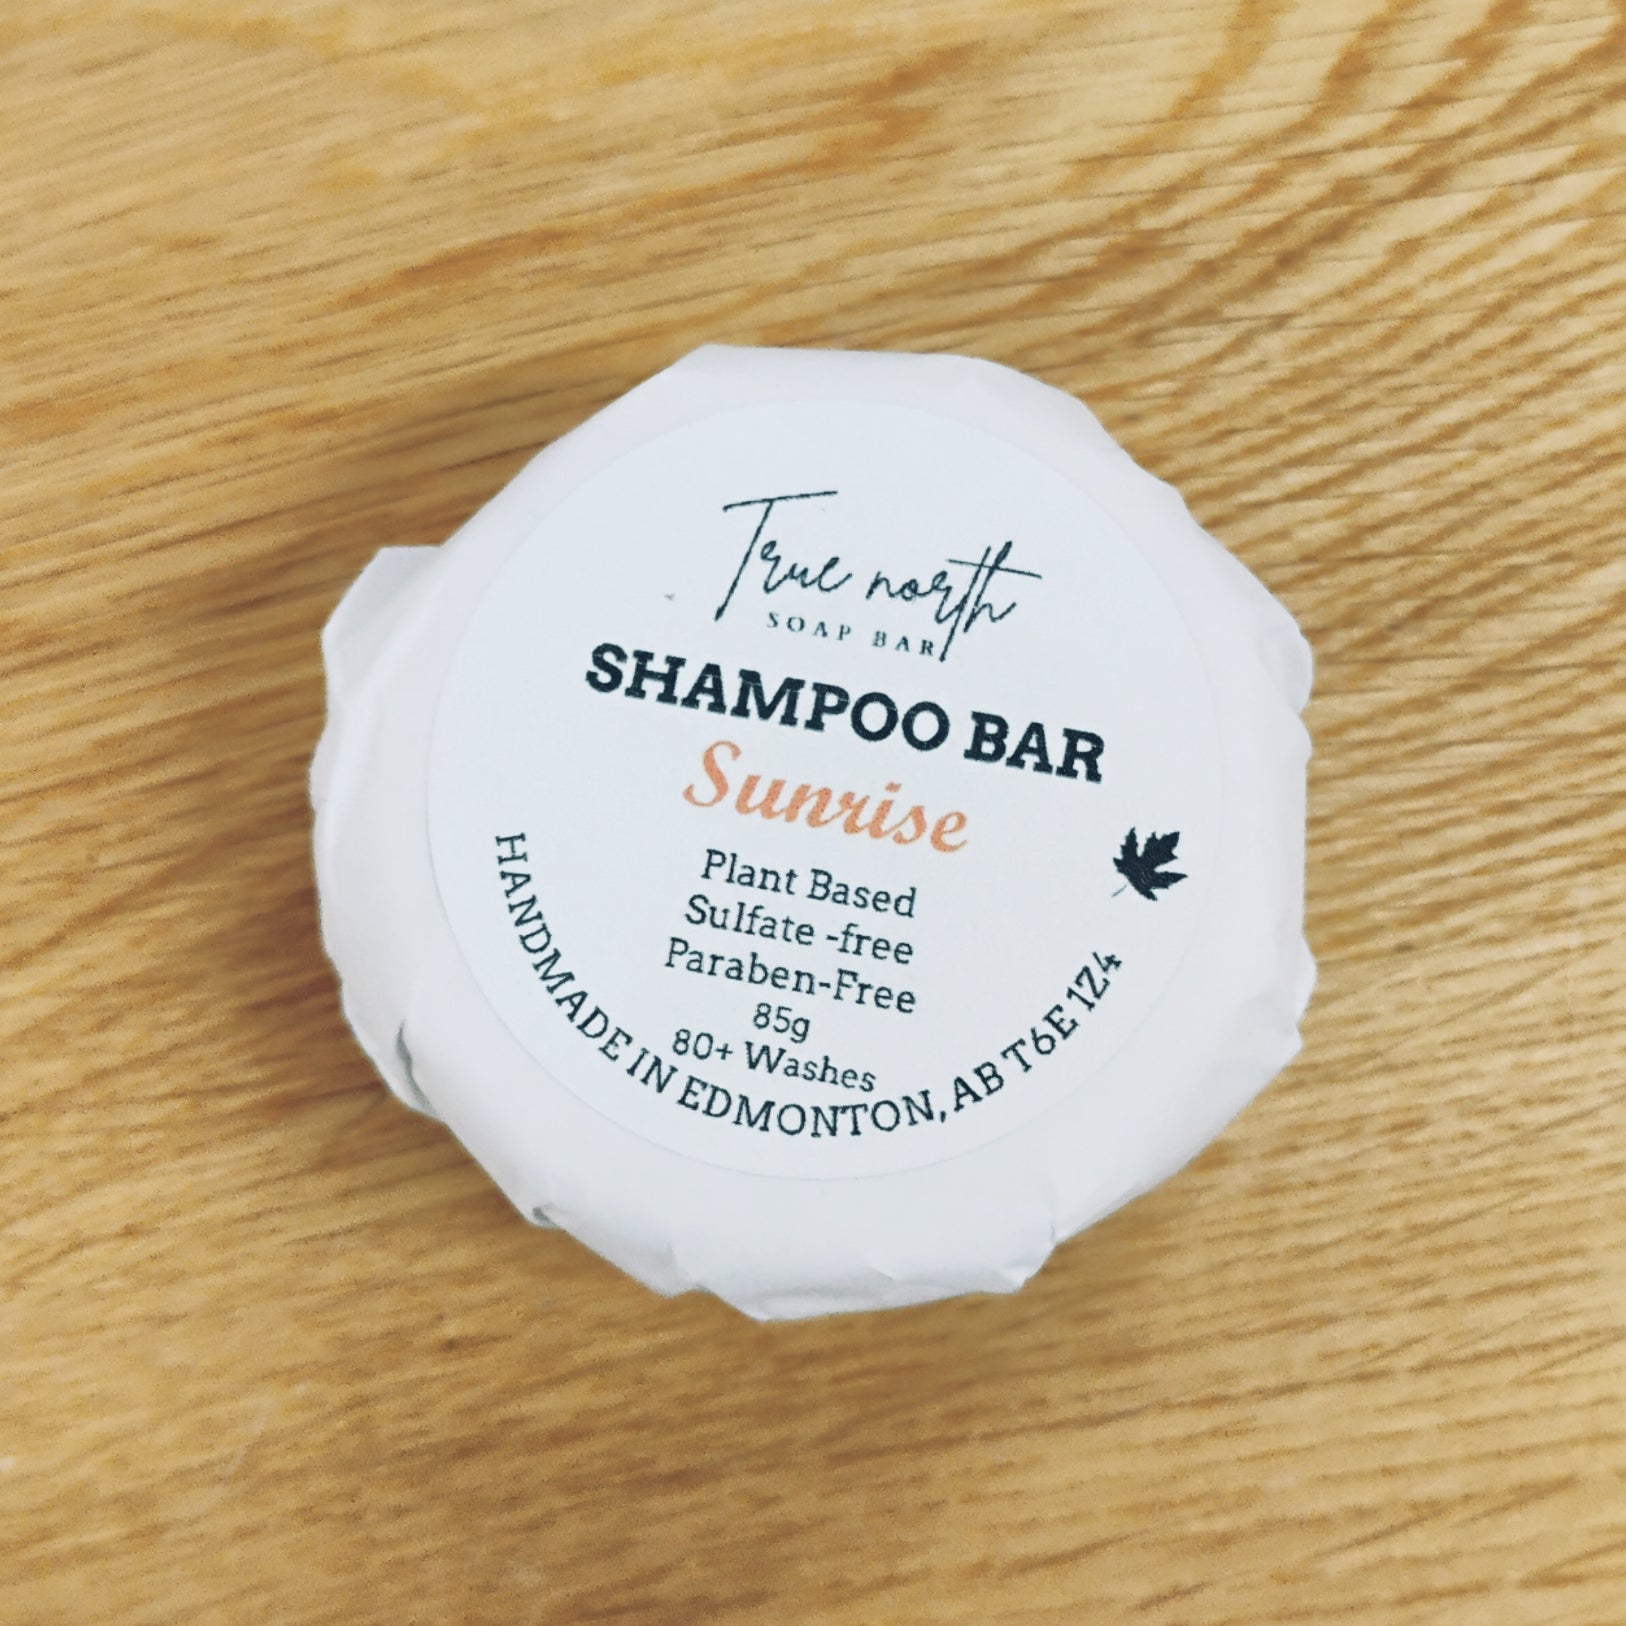 True north
SOAP BAR
SHAMPOO BAR
Sunrise
Plant Based
Sulfate -free
Paraben-Free
85g
80+ Washes
HANDMADE IN EDMONTON, AB T6E 1Z4